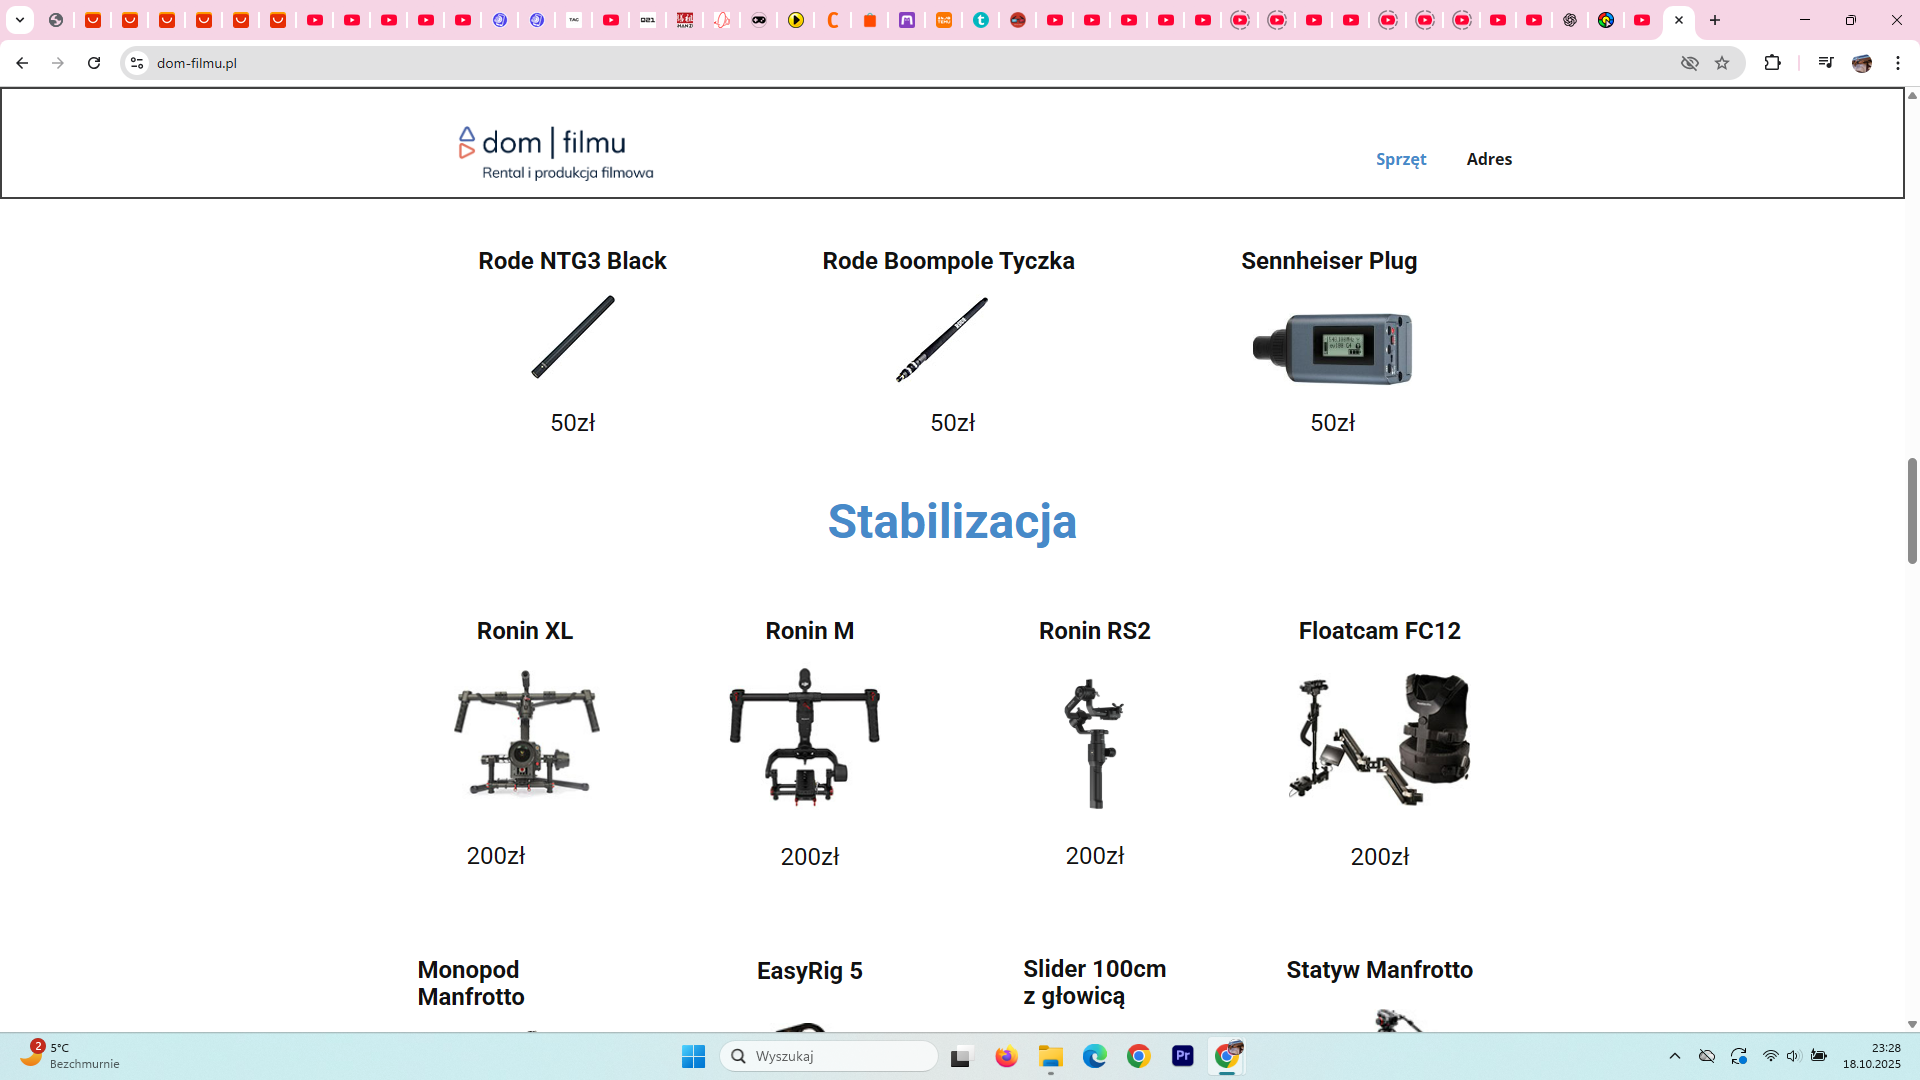 dom-filmu.pl
dom | filmu
Rental i produkcja filmowa
Sprzęt
Adres
Rode NTG3 Black
Rode Boompole Tyczka
Sennheiser Plug
50zł
50zł
50zł
Stabilizacja
Ronin XL
Ronin M
Ronin RS2
Floatcam FC12
200zł
200zł
200zł
200zł
Monopod
Manfrotto
EasyRig 5
Slider 100cm
z głowicą
Statyw Manfrotto
2
5°C
Bezchmurnie
Wyszukaj
Pr
23:28
18.10.2025